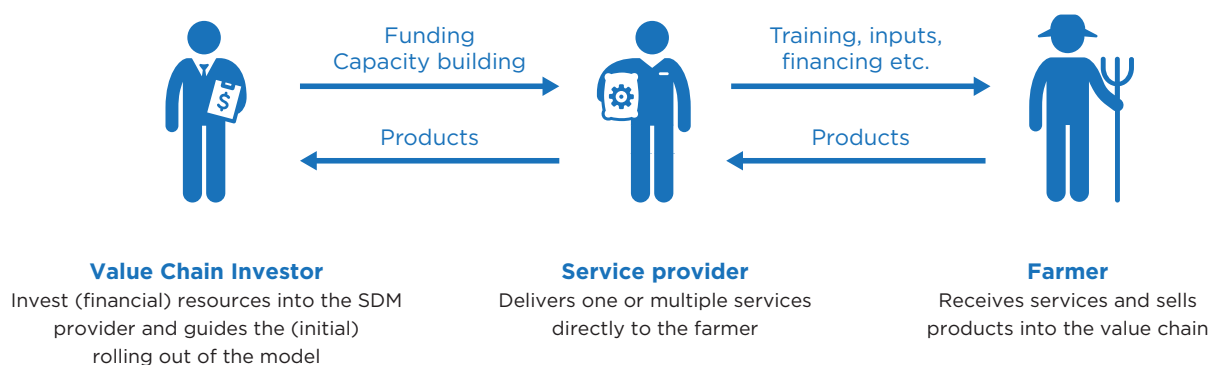 Funding
Capacity building
Training, inputs,
financing etc.
$
Products
Products
Value Chain Investor
Invest (financial) resources into the SDM
provider and guides the (initial)
rolling out of the model
Service provider
Delivers one or multiple services
directly to the farmer
Farmer
Receives services and sells
products into the value chain